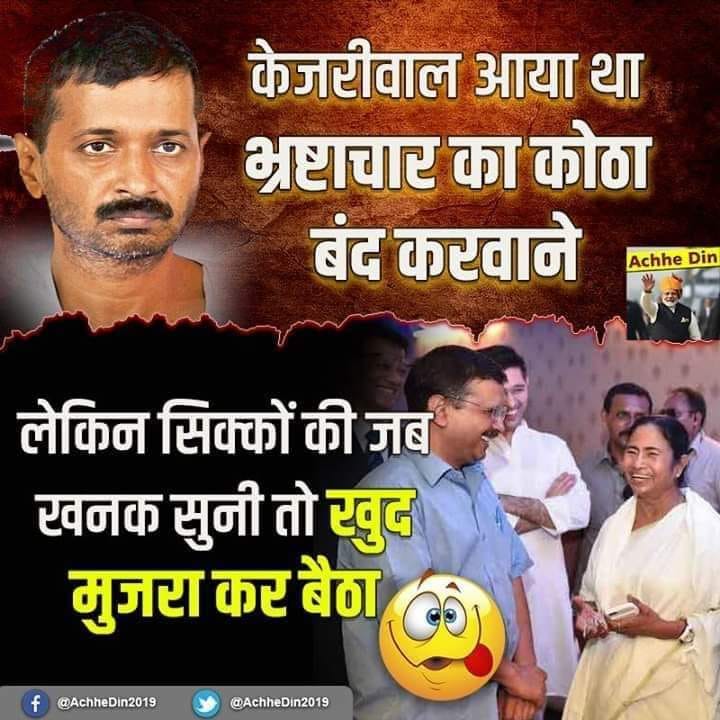 केजरीवाल आया था
भ्रष्टाचार का कोठा
बंद करवाने
Achhe Din
लेकिन सिक्कों की जब
खनक सुनी तो खुद
मुजरा कर बैठा
@AchheDin2019
@AchheDin2019